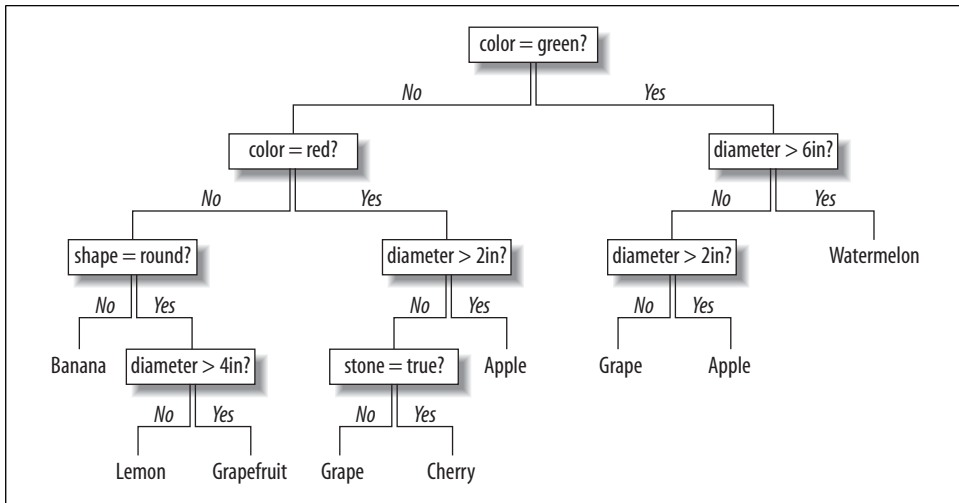 color = green?
No
Yes
color = red?
diameter > 6in?
No
Yes
No
Yes
shape = round?
diameter > 2in?
diameter > 2in?
Watermelon
No
Yes
No
Yes
No
Yes
Banana
diameter > 4in?
stone = true?
Apple
Grape
Apple
No
Yes
No
Yes
Lemon
Grapefruit
Grape
Cherry